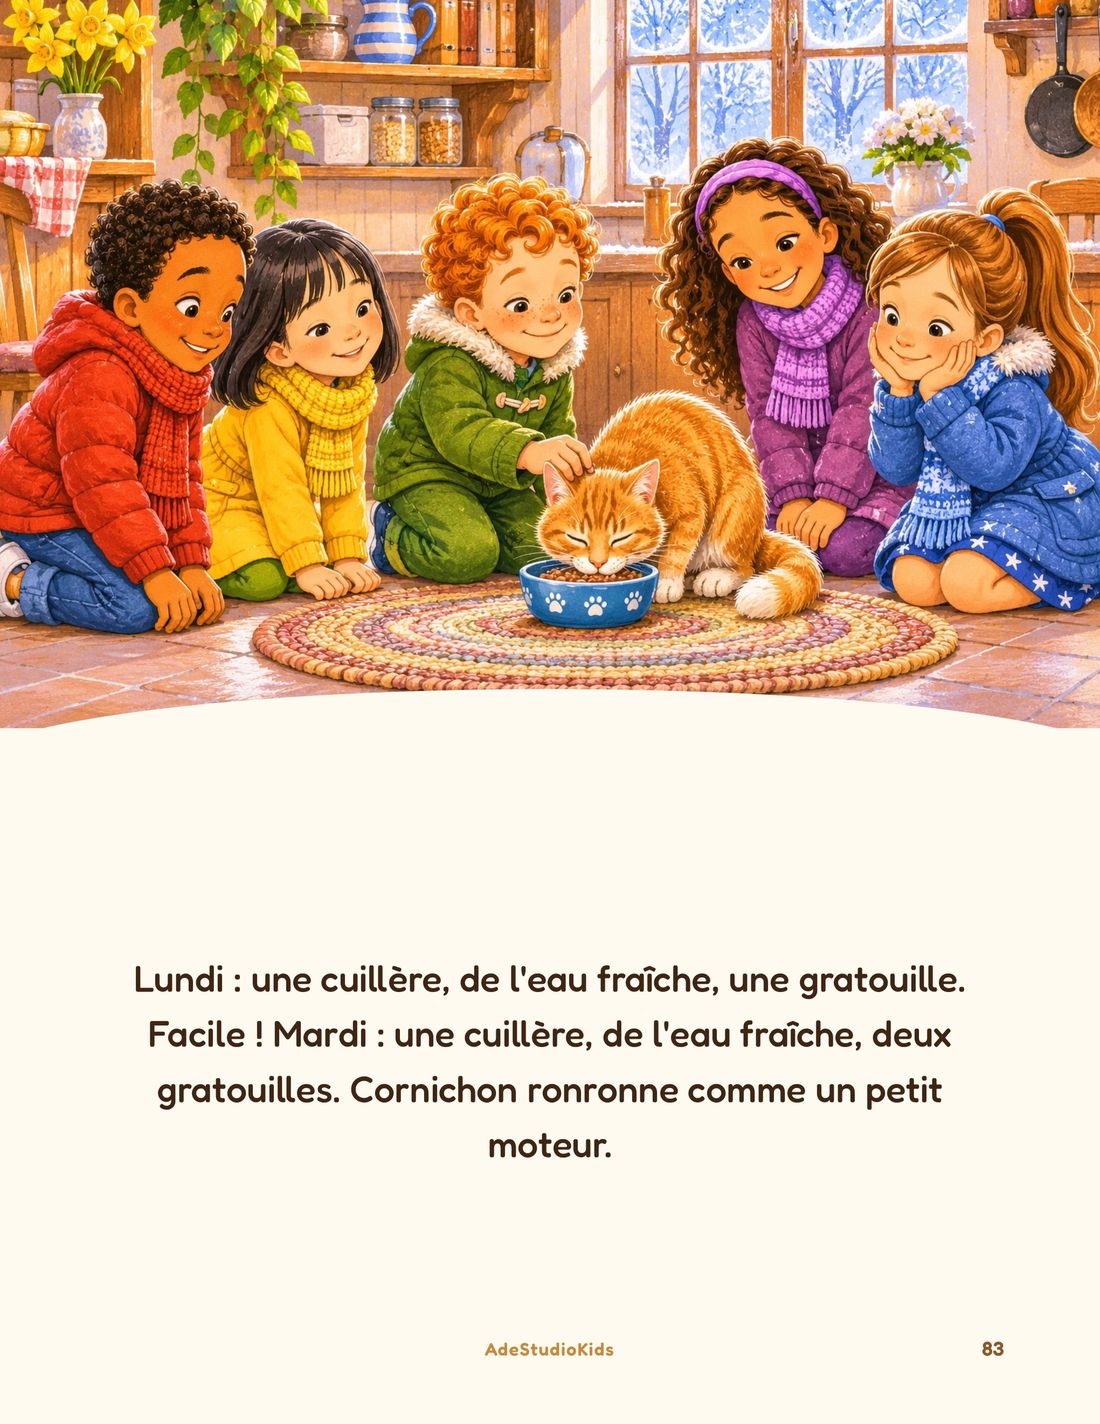 Lundi : une cuillère, de l'eau fraîche, une gratouille.
Facile ! Mardi : une cuillère, de l'eau fraîche, deux
gratouilles. Cornichon ronronne comme un petit
moteur.
AdeStudioKids
83